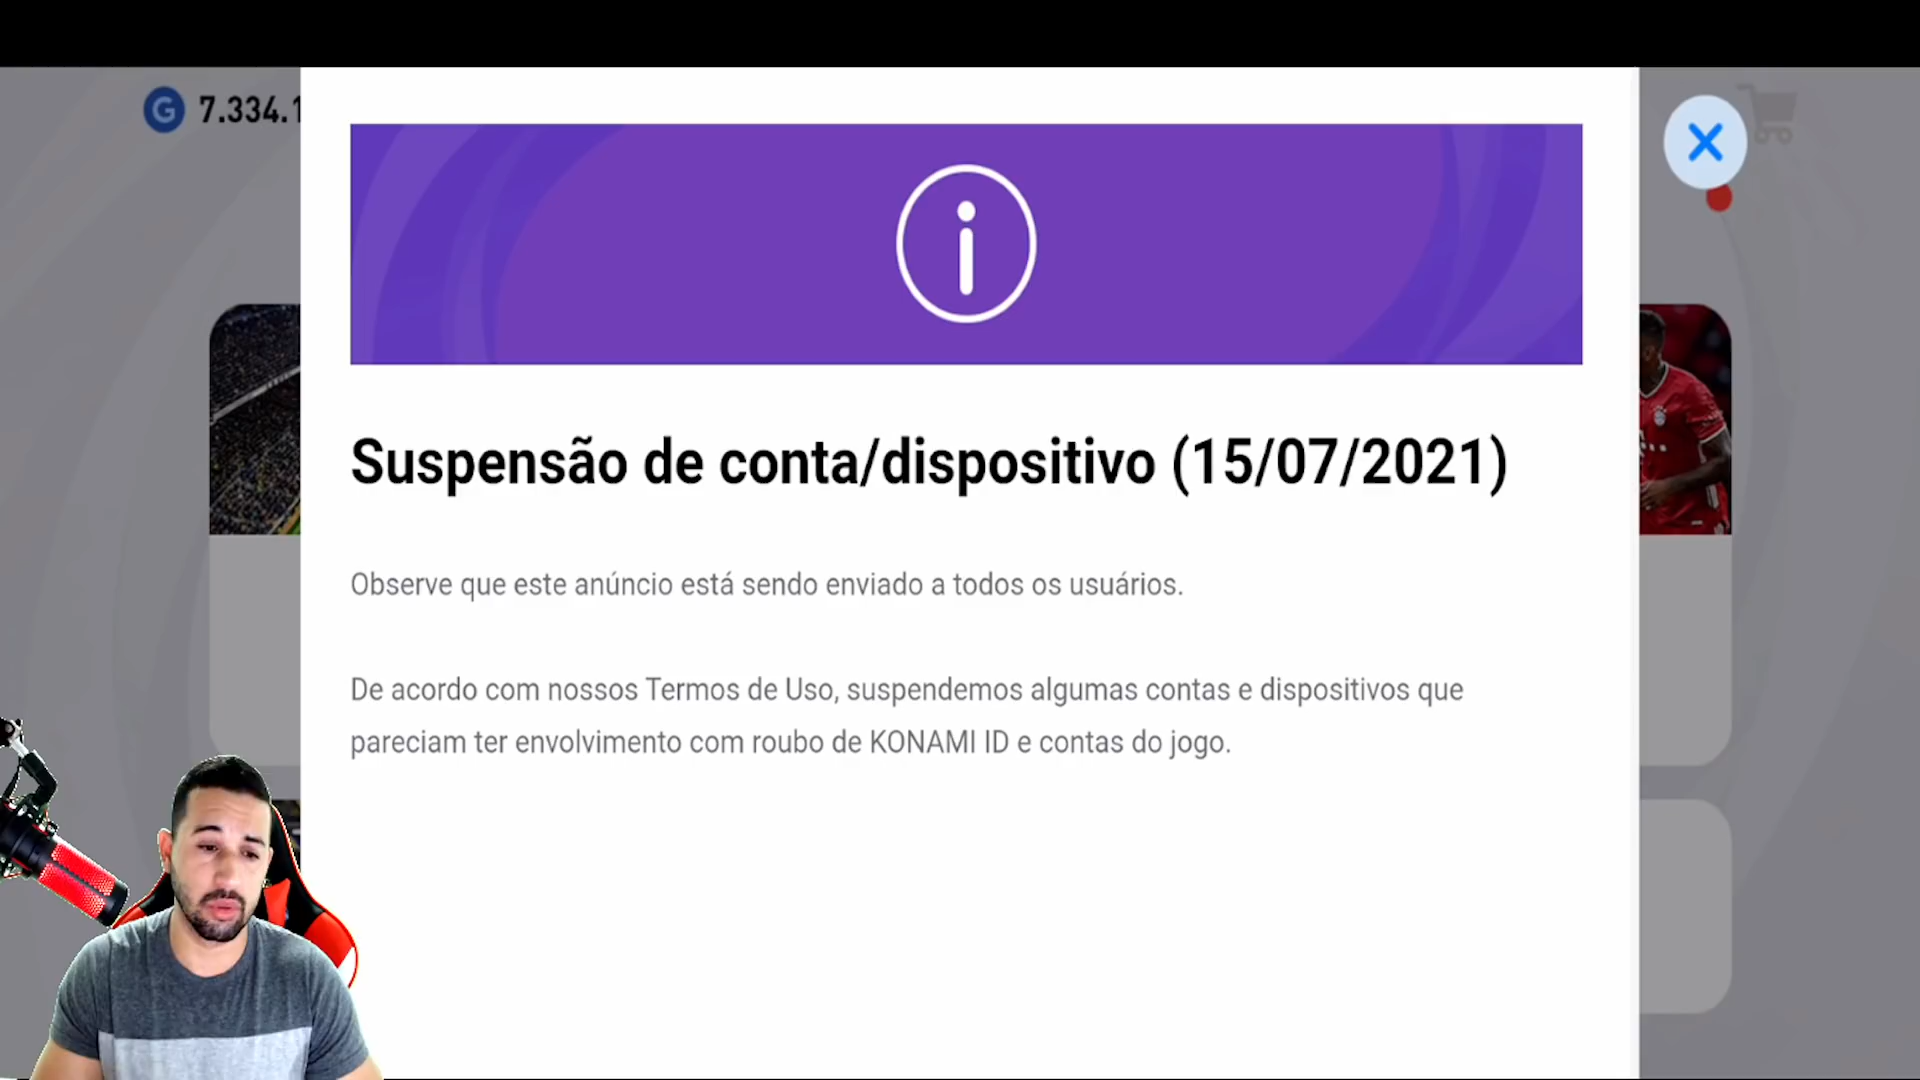 G 7.334.1
Suspensão de conta/dispositivo (15/07/2021)
Observe que este anúncio está sendo enviado a todos os usuários.
De acordo com nossos Termos de Uso, suspendemos algumas contas e dispositivos que
pareciam ter envolvimento com roubo de KONAMI ID e contas do jogo.